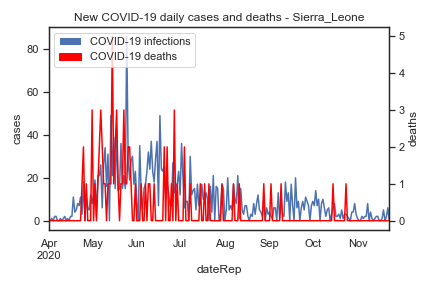 New COVID-19 daily cases and deaths - Sierra_Leone
COVID-19 infections
COVID-19 deaths
cases
80
60
40
20
0
deaths
5
4
3
2
1
0
Apr May Jun Jul Aug Sep Oct Nov
2020
dateRep